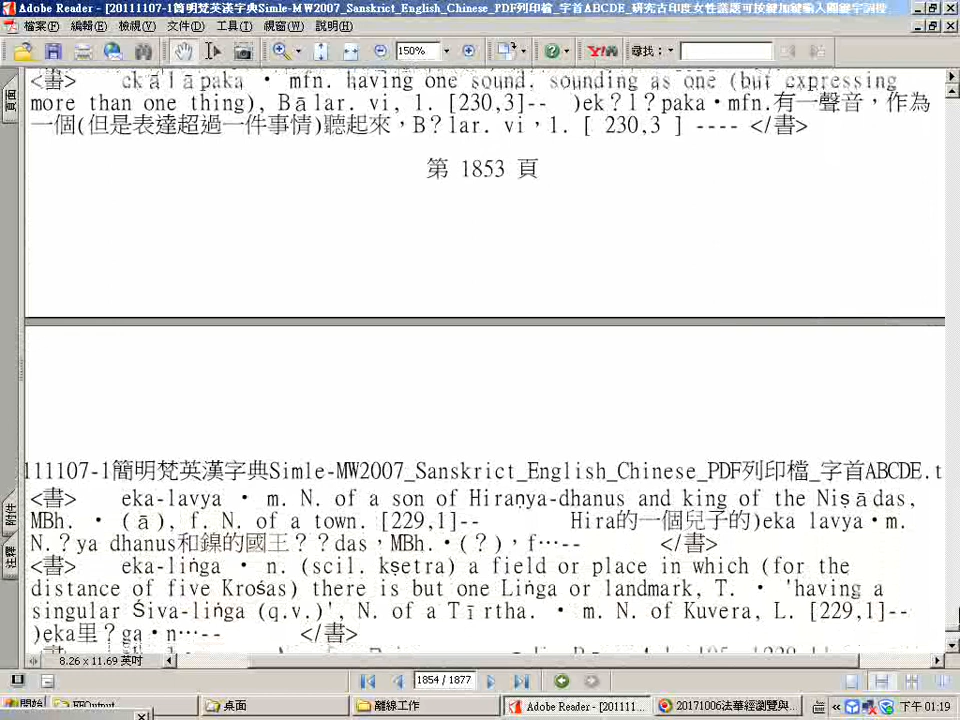 Adobe Reader - [20111107-1簡明梵英漢字典Simle-MW2007_Sanskrict_English_Chinese_PDF列印檔_字首ABCDE_研究古印度女性議題可按鍵加鍵輸入關鍵字詞搜
檔案(F) 編輯(E) 檢視(V) 文件(D) 工具(T) 視窗(W) 說明(H)
150% Y!MM 尋找：
頁面
<書> ekâlāpaka • mfn. having one sound, sounding as one (but expressing
more than one thing), Bālar. vi, 1. [230,3]-- )ek？l？paka•mfn.有一聲音，作為
一個(但是表達超過一件事情)聽起來，B？lar. vi，1. [ 230,3 ] ---- </書>
第 1853 頁
111107-1簡明梵英漢字典Simle-MW2007_Sanskrict_English_Chinese_PDF列印檔_字首ABCDE.t
<書> eka-lavya • m. N. of a son of Hiraṇya-dhanus and king of the Niṣādas,
MBh. • (ā), f. N. of a town. [229,1]-- Hira的一個兒子的)eka lavya•m.
N.？ya dhanus和鎳的國王？？das，MBh.•(？)，f…-- </書>
<書> eka-liṅga • n. (scil. kṣetra) a field or place in which (for the
distance of five Krośas) there is but one Liṅga or landmark, T. • 'having a
singular Śiva-liṅga (q.v.)', N. of a Tīrtha. • m. N. of Kuvera, L. [229,1]--
)eka里？ga•n…-- </書>
附件
注釋
8.26 x 11.69 英吋
1854 / 1877
開始 FFOutput 桌面 離線工作 Adobe Reader - [201111... 20171006法華經瀏覽與... 下午 01:19